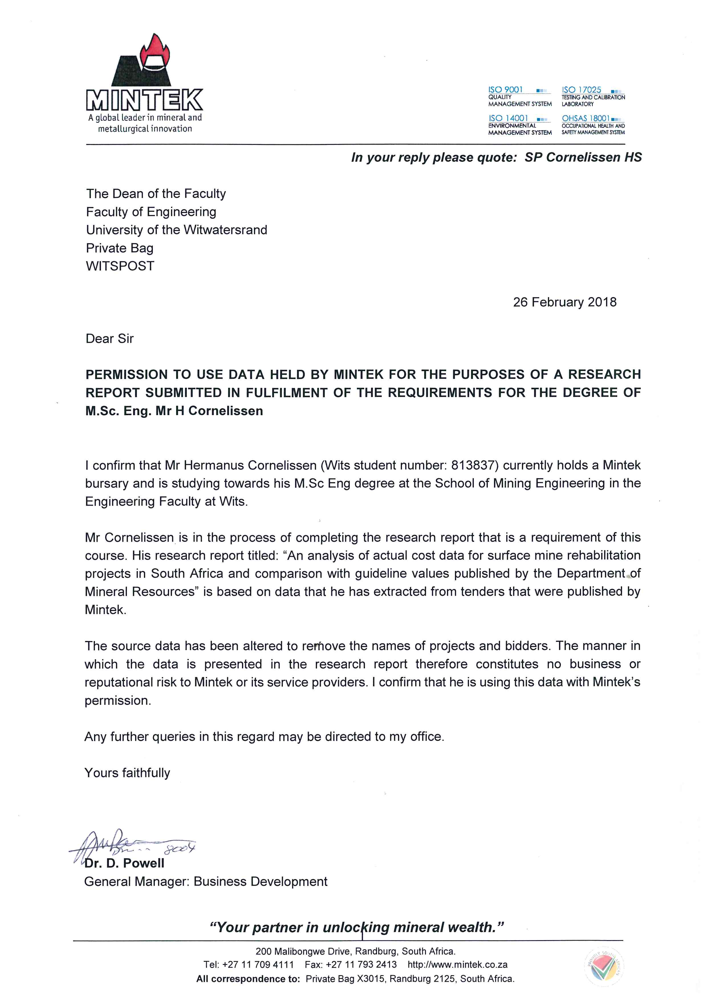 MINTEK
A global leader in mineral and
metallurgical innovation
ISO 9001
QUALITY
MANAGEMENT SYSTEM
ISO 17025
TESTING AND CALIBRATION
LABORATORY
ISO 14001
ENVIRONMENTAL
MANAGEMENT SYSTEM
OHSAS 18001
OCCUPATIONAL HEALTH AND
SAFETY MANAGEMENT SYSTEM
In your reply please quote: SP Cornelissen HS
The Dean of the Faculty
Faculty of Engineering
University of the Witwatersrand
Private Bag
WITSPOST
26 February 2018
Dear Sir
PERMISSION TO USE DATA HELD BY MINTEK FOR THE PURPOSES OF A RESEARCH
REPORT SUBMITTED IN FULFILMENT OF THE REQUIREMENTS FOR THE DEGREE OF
M.Sc. Eng. Mr H Cornelissen
I confirm that Mr Hermanus Cornelissen (Wits student number: 813837) currently holds a Mintek
bursary and is studying towards his M.Sc Eng degree at the School of Mining Engineering in the
Engineering Faculty at Wits.
Mr Cornelissen is in the process of completing the research report that is a requirement of this
course. His research report titled: “An analysis of actual cost data for surface mine rehabilitation
projects in South Africa and comparison with guideline values published by the Department of
Mineral Resources” is based on data that he has extracted from tenders that were published by
Mintek.
The source data has been altered to remove the names of projects and bidders. The manner in
which the data is presented in the research report therefore constitutes no business or
reputational risk to Mintek or its service providers. I confirm that he is using this data with Mintek’s
permission.
Any further queries in this regard may be directed to my office.
Yours faithfully
Dr. D. Powell
General Manager: Business Development
“Your partner in unlocking mineral wealth.”
200 Malibongwe Drive, Randburg, South Africa.
Tel: +27 11 709 4111 Fax: +27 11 793 2413 http://www.mintek.co.za
All correspondence to: Private Bag X3015, Randburg 2125, South Africa.
PROUDLY SOUTH AFRICAN